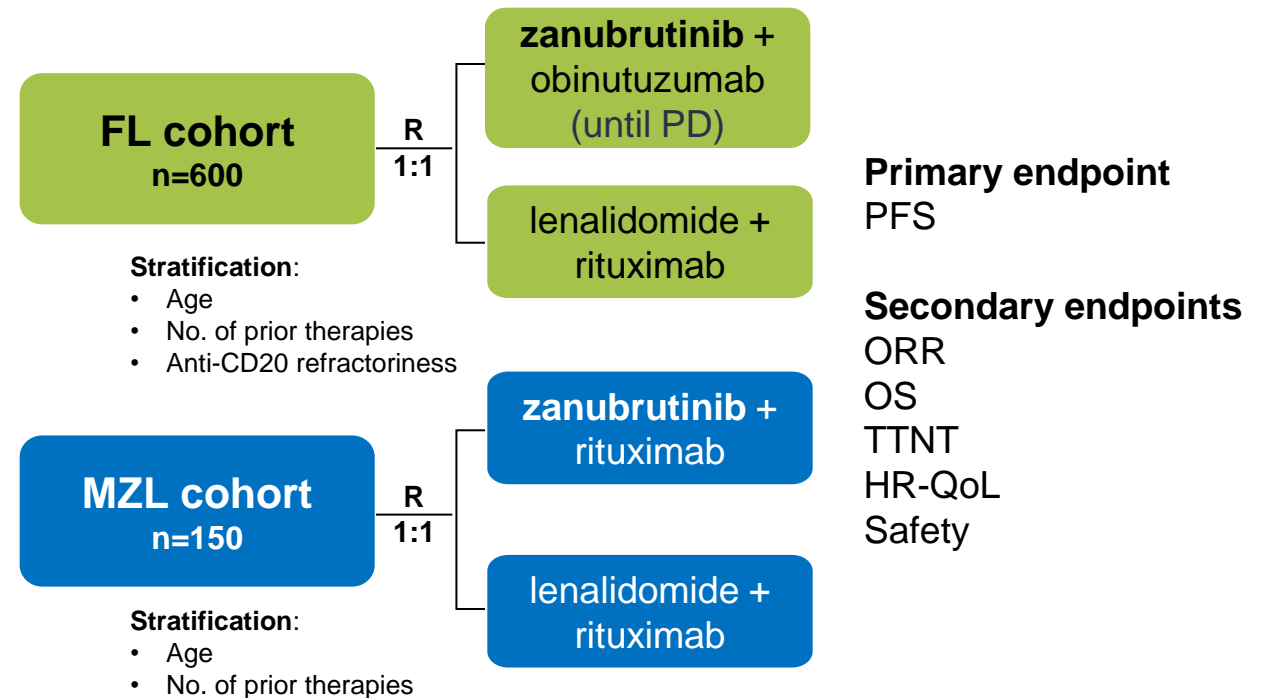 FL cohort
n=600
R
1:1
zanubrutinib +
obinutuzumab
(until PD)
lenalidomide +
rituximab
Stratification:
• Age
• No. of prior therapies
• Anti-CD20 refractoriness
MZL cohort
n=150
R
1:1
zanubrutinib +
rituximab
lenalidomide +
rituximab
Stratification:
• Age
• No. of prior therapies
Primary endpoint
PFS
Secondary endpoints
ORR
OS
TTNT
HR-QoL
Safety